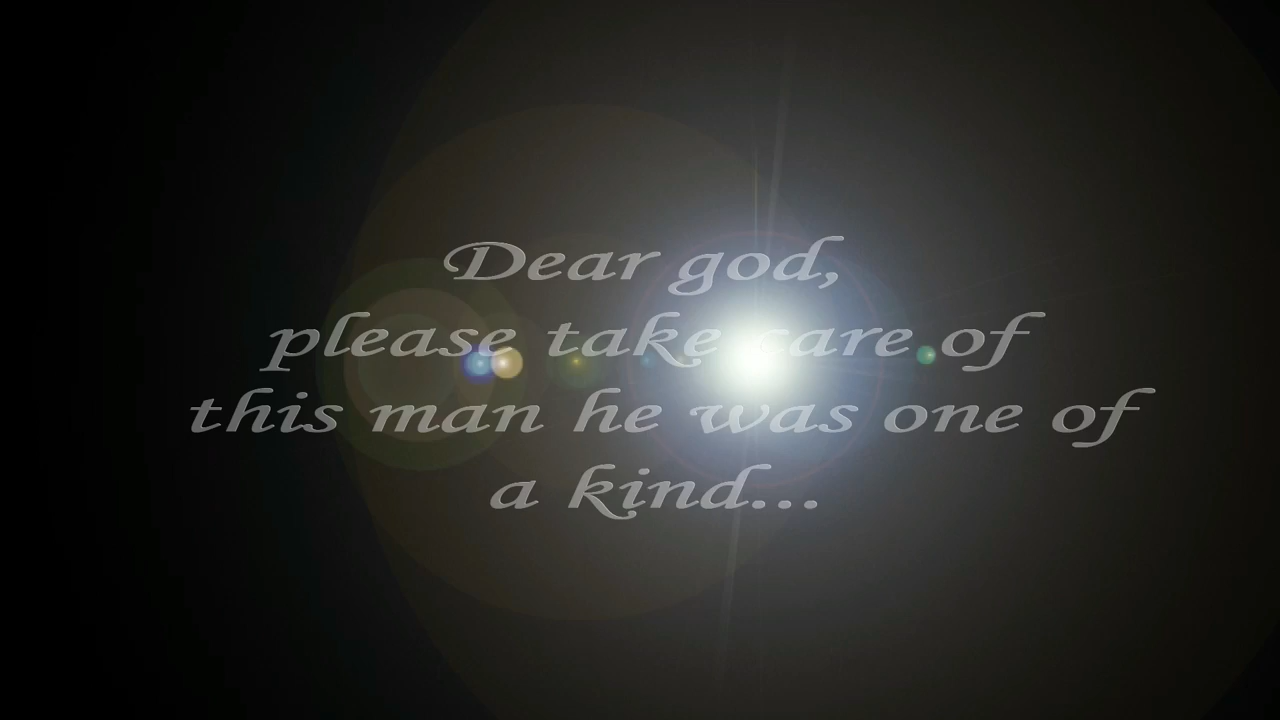 Dear god,
please take care of
this man he was one of
a kind...